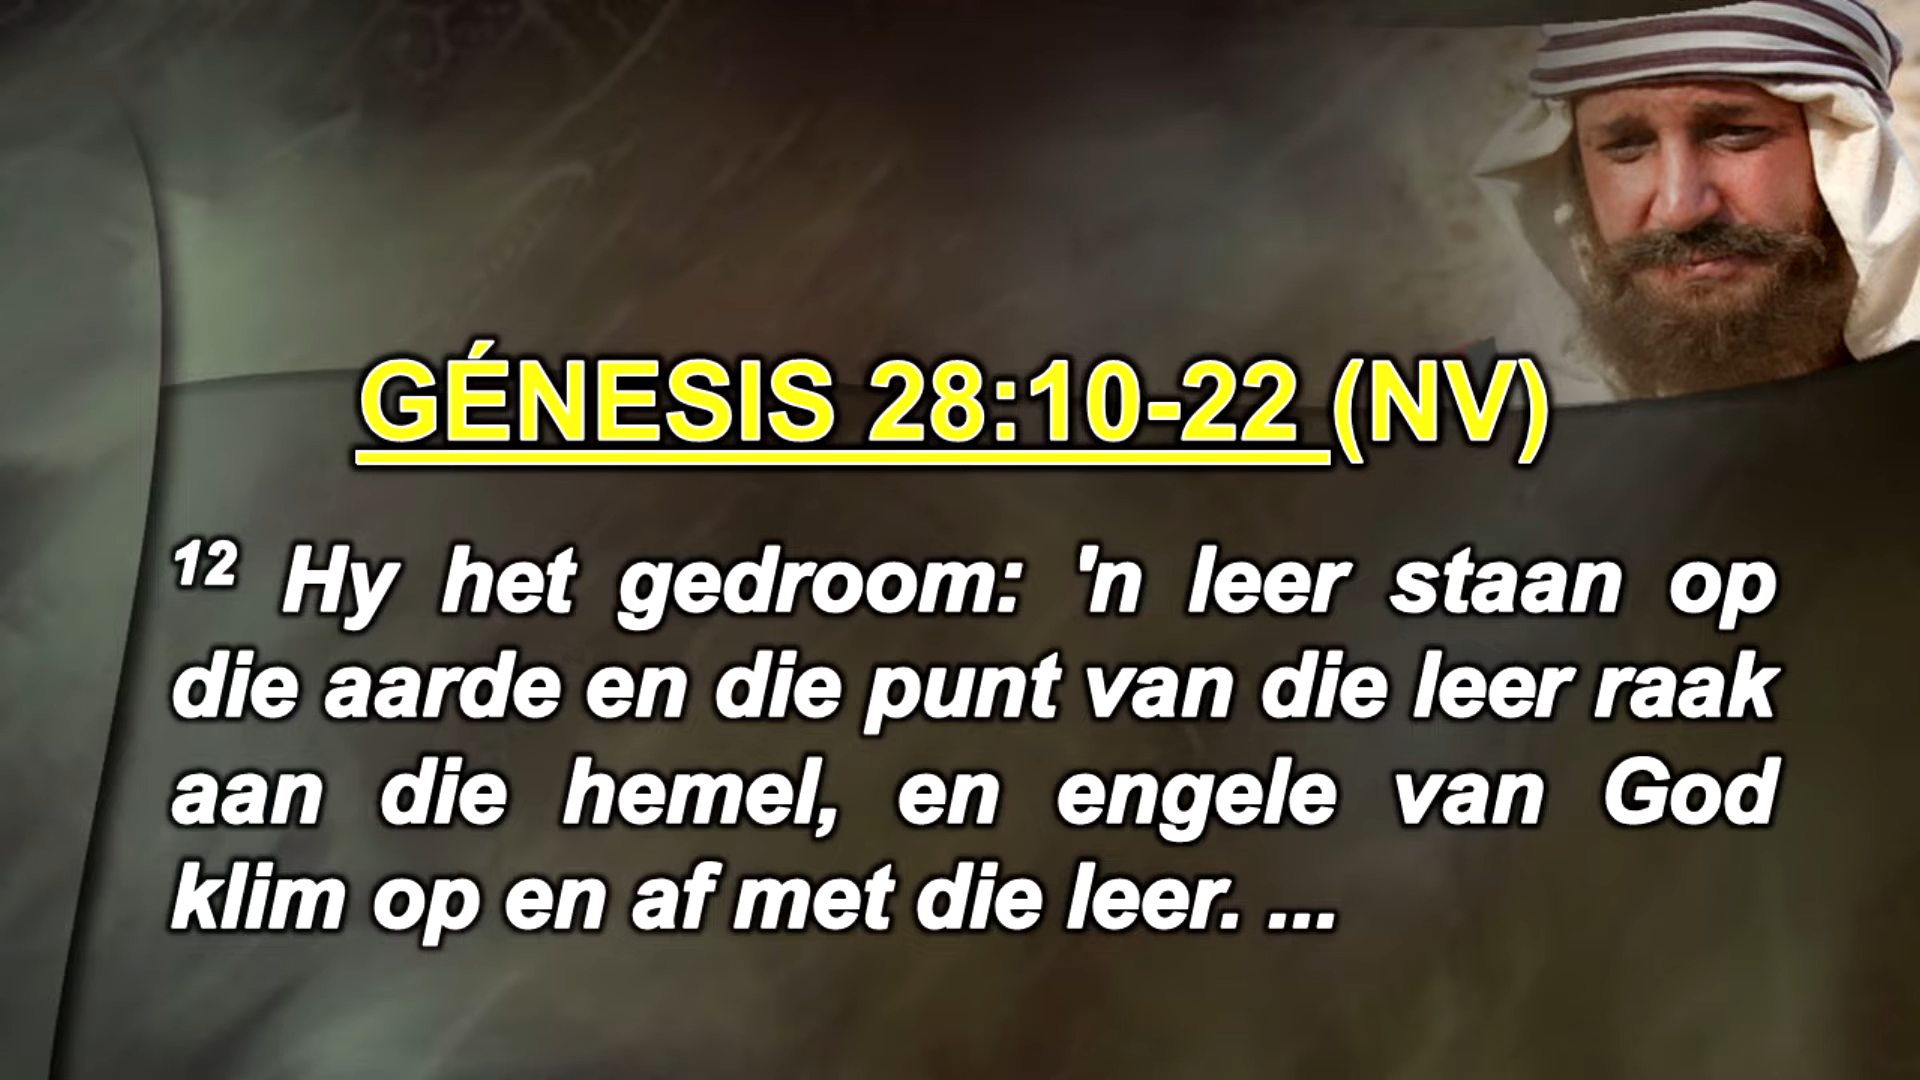 GÉNESIS 28:10-22 (NV)
12 Hy het gedroom: 'n leer staan op
die aarde en die punt van die leer raak
aan die hemel, en engele van God
klim op en af met die leer. ...